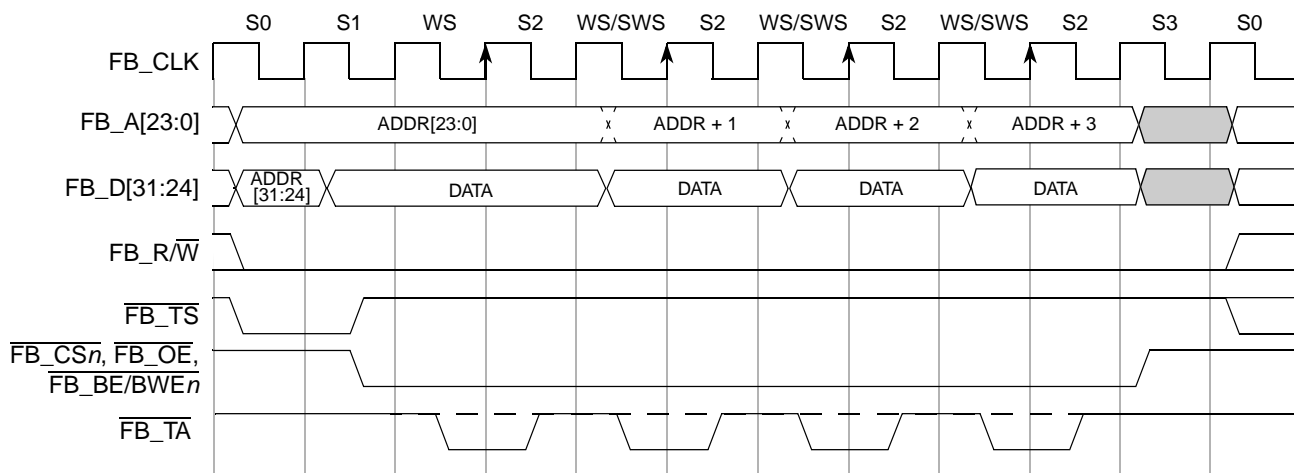 S0 S1 WS S2 WS/SWS S2 WS/SWS S2 WS/SWS S2 S3 S0
FB_CLK
FB_A[23:0] ADDR[23:0] ADDR + 1 ADDR + 2 ADDR + 3
FB_D[31:24] ADDR [31:24] DATA DATA DATA DATA
FB_R/W
FB_TS
FB_CSn, FB_OE,
FB_BE/BWEn
FB_TA